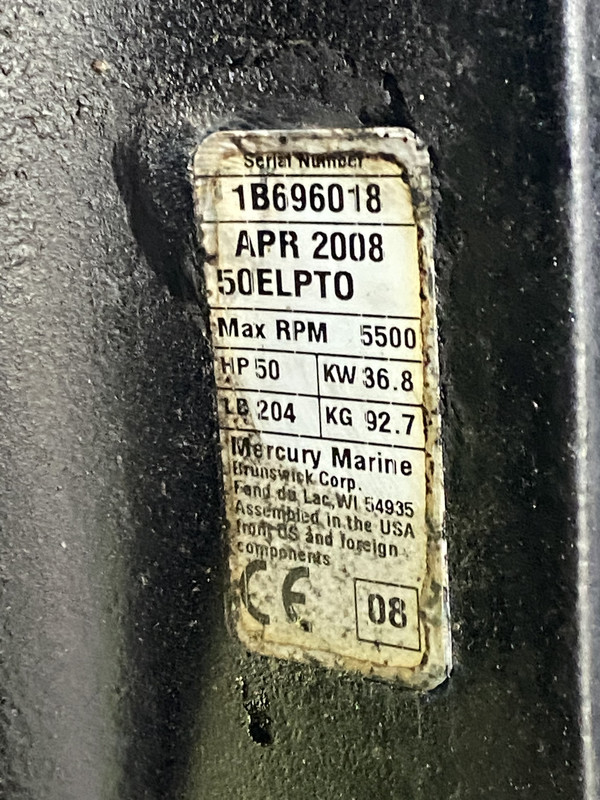 Serial Number
1B696018
APR 2008
50ELPTO
Max RPM 5500
HP 50 KW 36.8
LB 204 KG 92.7
Mercury Marine
Brunswick Corp.
Fond du Lac,WI 54935
Assembled in the USA
from US and foreign
components
CE 08